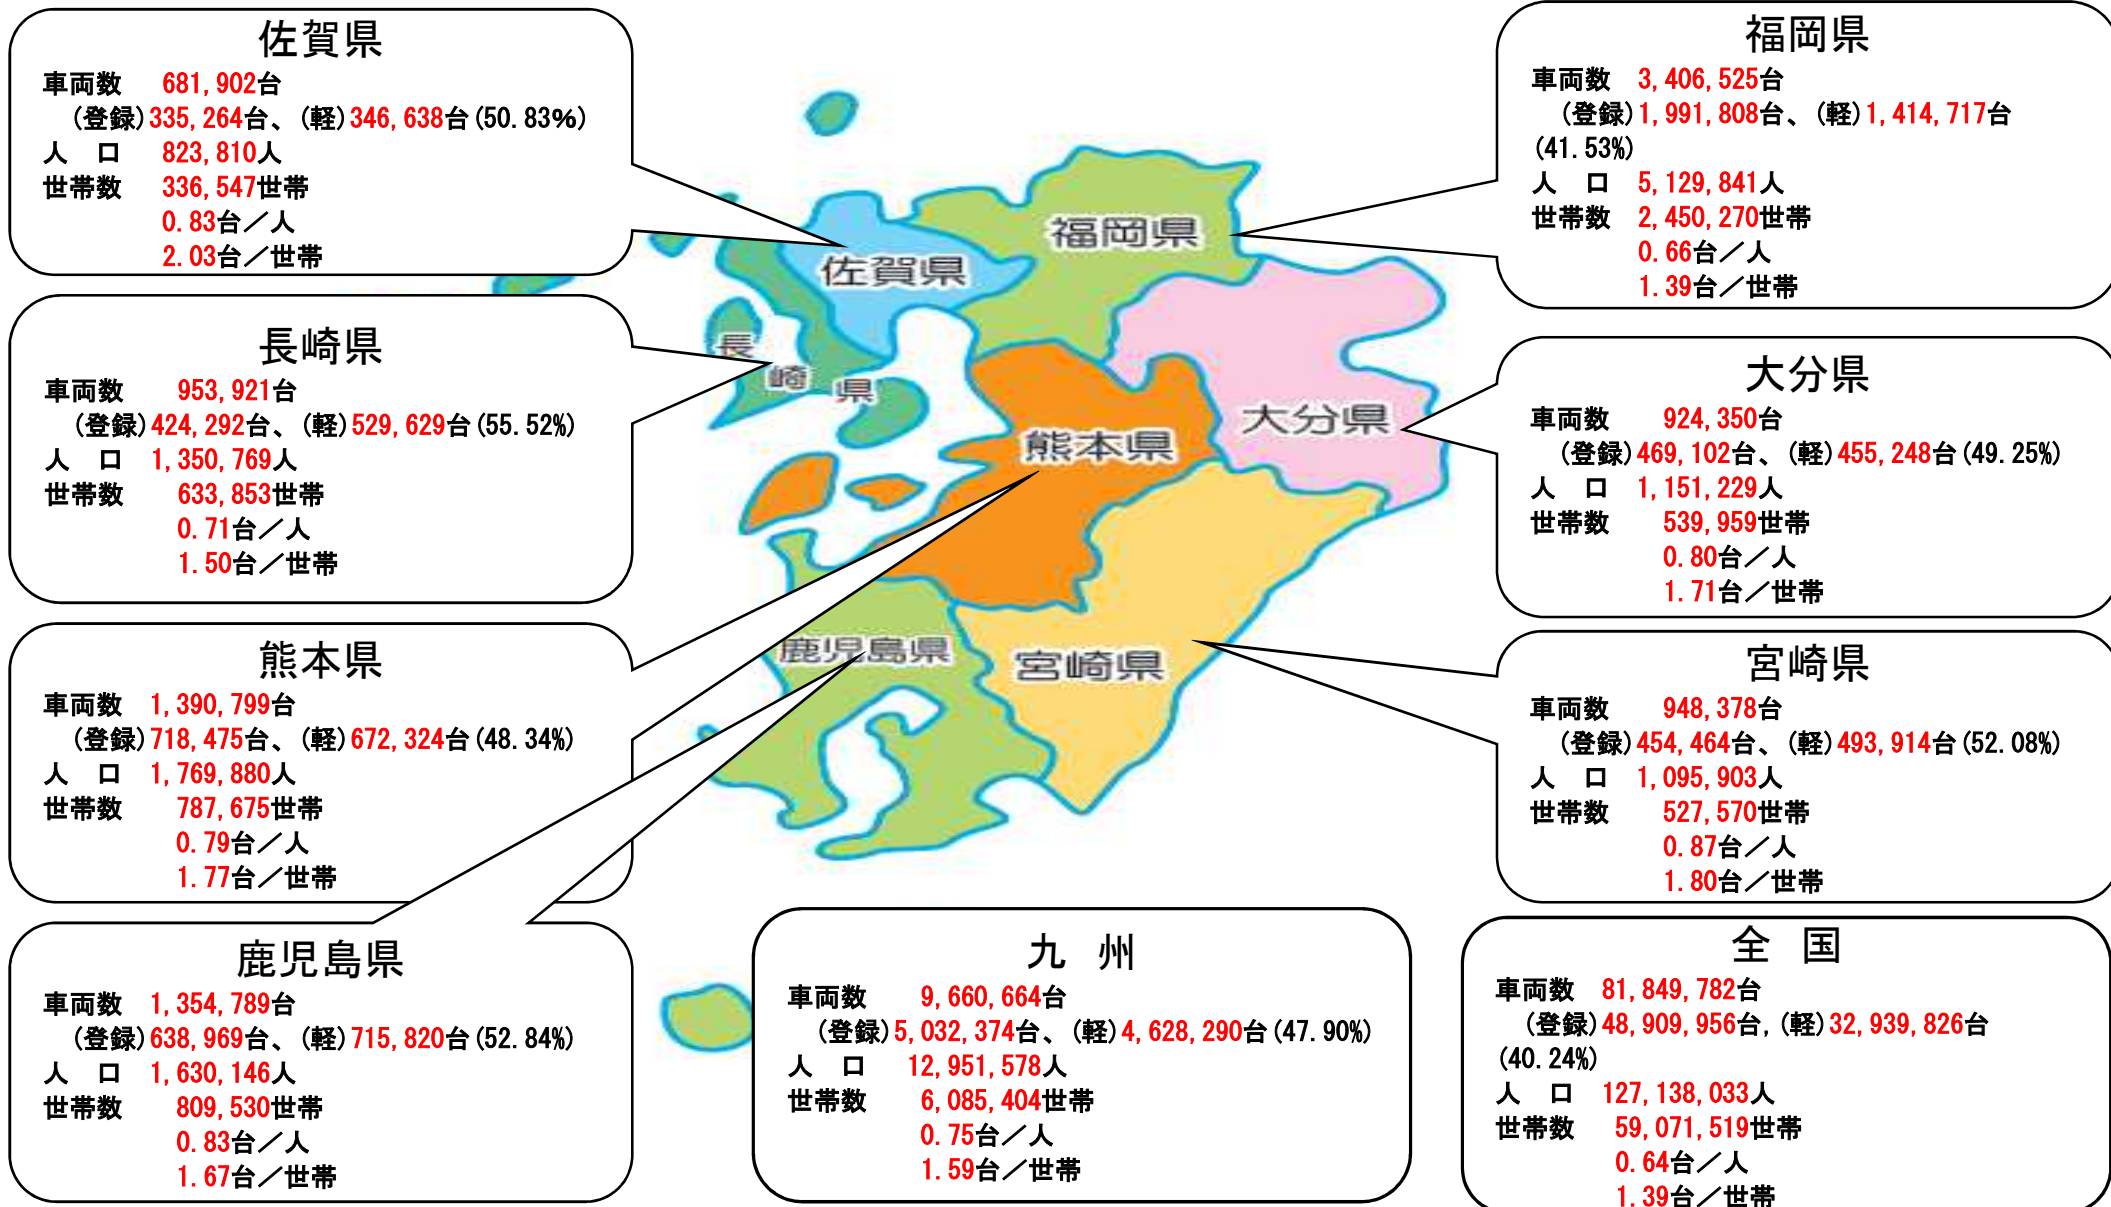 佐賀県
車両数 681,902台
(登録)335,264台、(軽)346,638台(50.83%)
人 口 823,810人
世帯数 336,547世帯
0.83台／人
2.03台／世帯
長崎県
車両数 953,921台
(登録)424,292台、(軽)529,629台(55.52%)
人 口 1,350,769人
世帯数 633,853世帯
0.71台／人
1.50台／世帯
熊本県
車両数 1,390,799台
(登録)718,475台、(軽)672,324台(48.34%)
人 口 1,769,880人
世帯数 787,675世帯
0.79台／人
1.77台／世帯
鹿児島県
車両数 1,354,789台
(登録)638,969台、(軽)715,820台(52.84%)
人 口 1,630,146人
世帯数 809,530世帯
0.83台／人
1.67台／世帯
福岡県
佐賀県
長崎県
大分県
熊本県
鹿児島県
宮崎県
九 州
車両数 9,660,664台
(登録)5,032,374台、(軽)4,628,290台(47.90%)
人 口 12,951,578人
世帯数 6,085,404世帯
0.75台／人
1.59台／世帯
福岡県
車両数 3,406,525台
(登録)1,991,808台、(軽)1,414,717台
(41.53%)
人 口 5,129,841人
世帯数 2,450,270世帯
0.66台／人
1.39台／世帯
大分県
車両数 924,350台
(登録)469,102台、(軽)455,248台(49.25%)
人 口 1,151,229人
世帯数 539,959世帯
0.80台／人
1.71台／世帯
宮崎県
車両数 948,378台
(登録)454,464台、(軽)493,914台(52.08%)
人 口 1,095,903人
世帯数 527,570世帯
0.87台／人
1.80台／世帯
全 国
車両数 81,849,782台
(登録)48,909,956台,(軽)32,939,826台
(40.24%)
人 口 127,138,033人
世帯数 59,071,519世帯
0.64台／人
1.39台／世帯